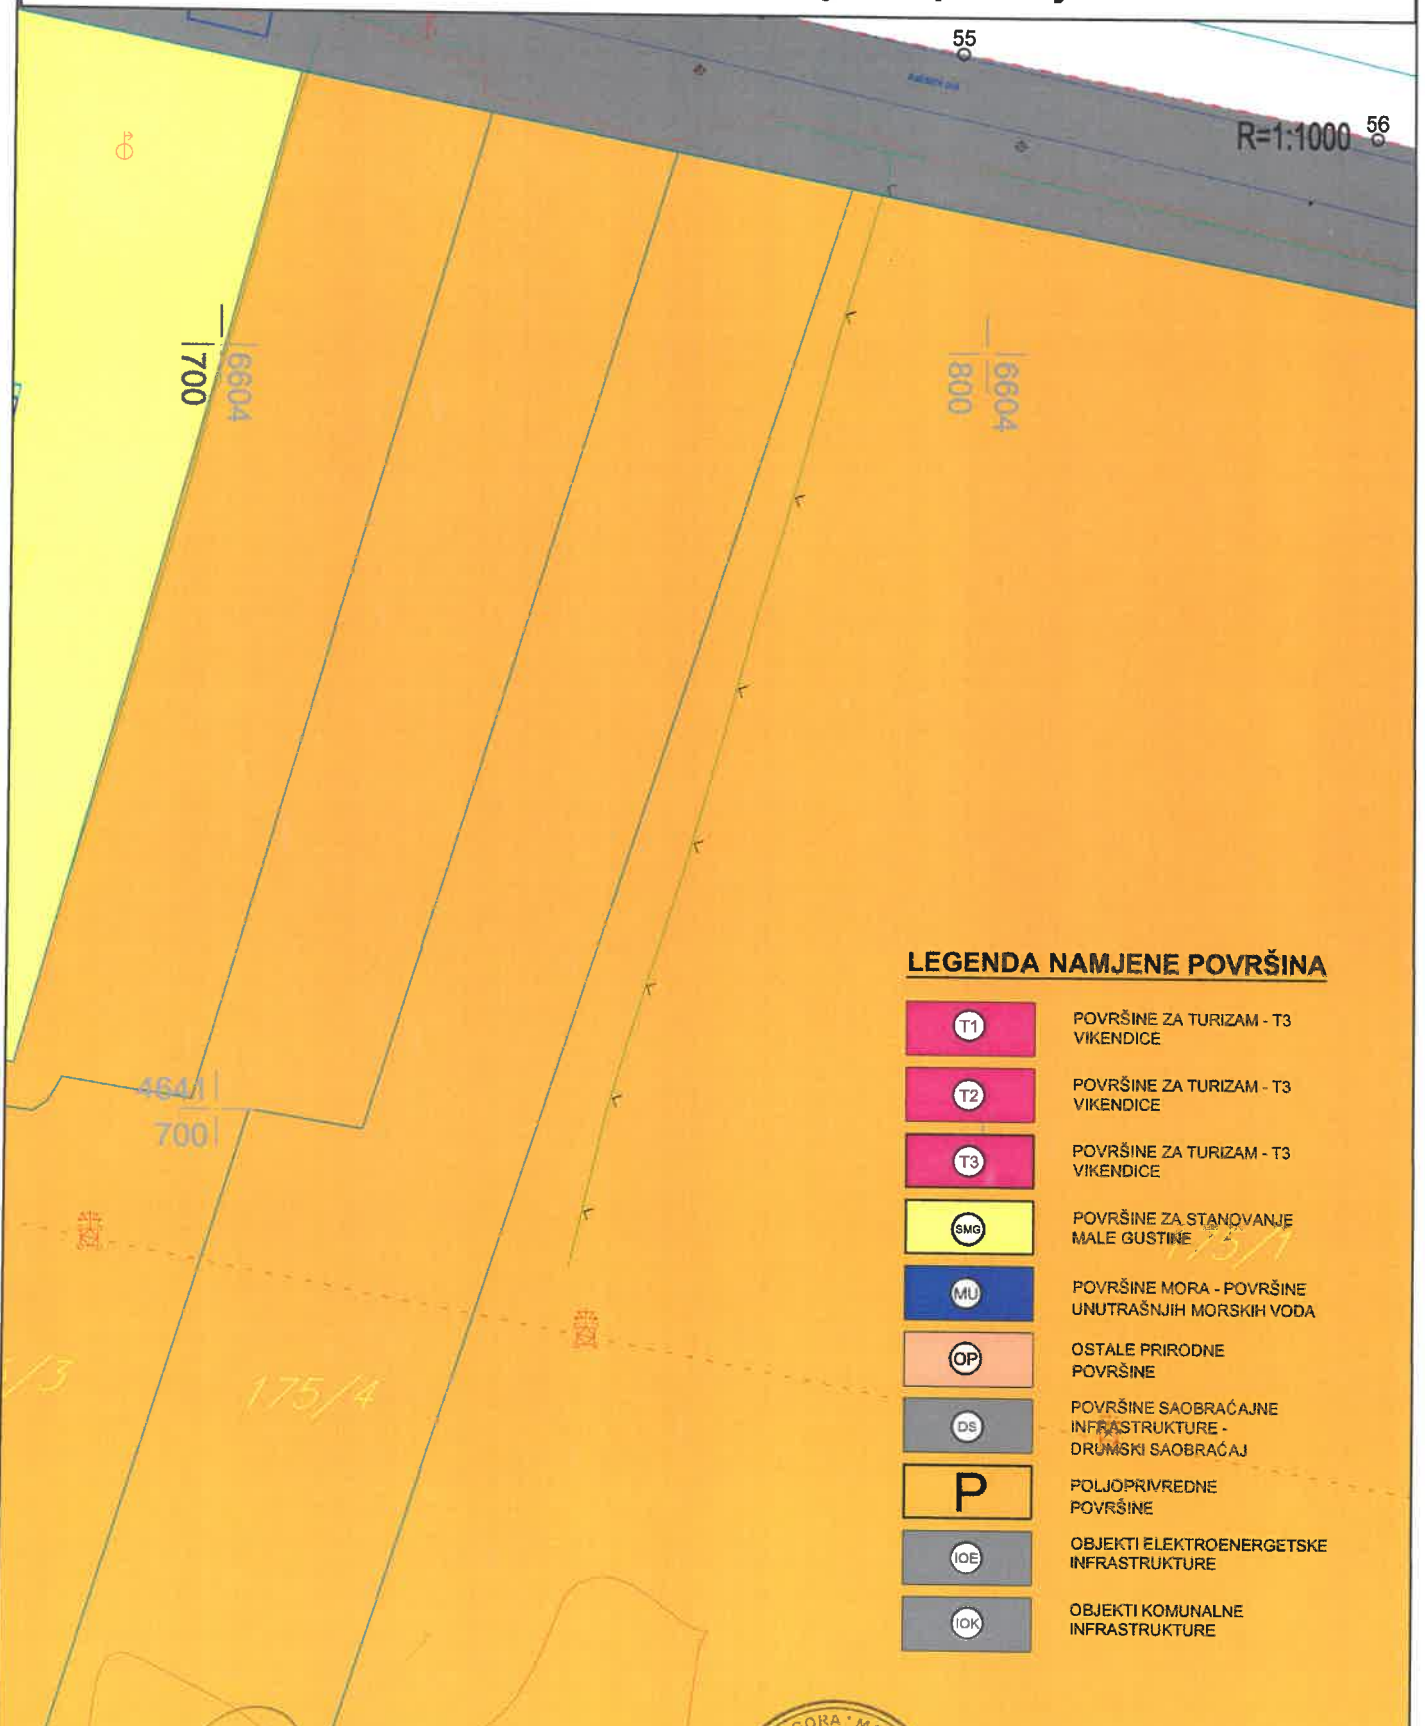 55
56
R=1:1000
700
6604
800
6604
4641
700
LEGENDA NAMJENE POVRŠINA
T1
POVRŠINE ZA TURIZAM - T3
VIKENDICE
T2
POVRŠINE ZA TURIZAM - T3
VIKENDICE
T3
POVRŠINE ZA TURIZAM - T3
VIKENDICE
SMG
POVRŠINE ZA STANOVANJE
MALE GUSTINE
175/1
MU
POVRŠINE MORA - POVRŠINE
UNUTRAŠNJIH MORSKIH VODA
OP
OSTALE PRIRODNE
POVRŠINE
/3
175/4
DS
POVRŠINE SAOBRAĆAJNE
INFRASTRUKTURE -
DRUMSKI SAOBRAĆAJ
P
POLJOPRIVREDNE
POVRŠINE
IOE
OBJEKTI ELEKTROENERGETSKE
INFRASTRUKTURE
IOK
OBJEKTI KOMUNALNE
INFRASTRUKTURE